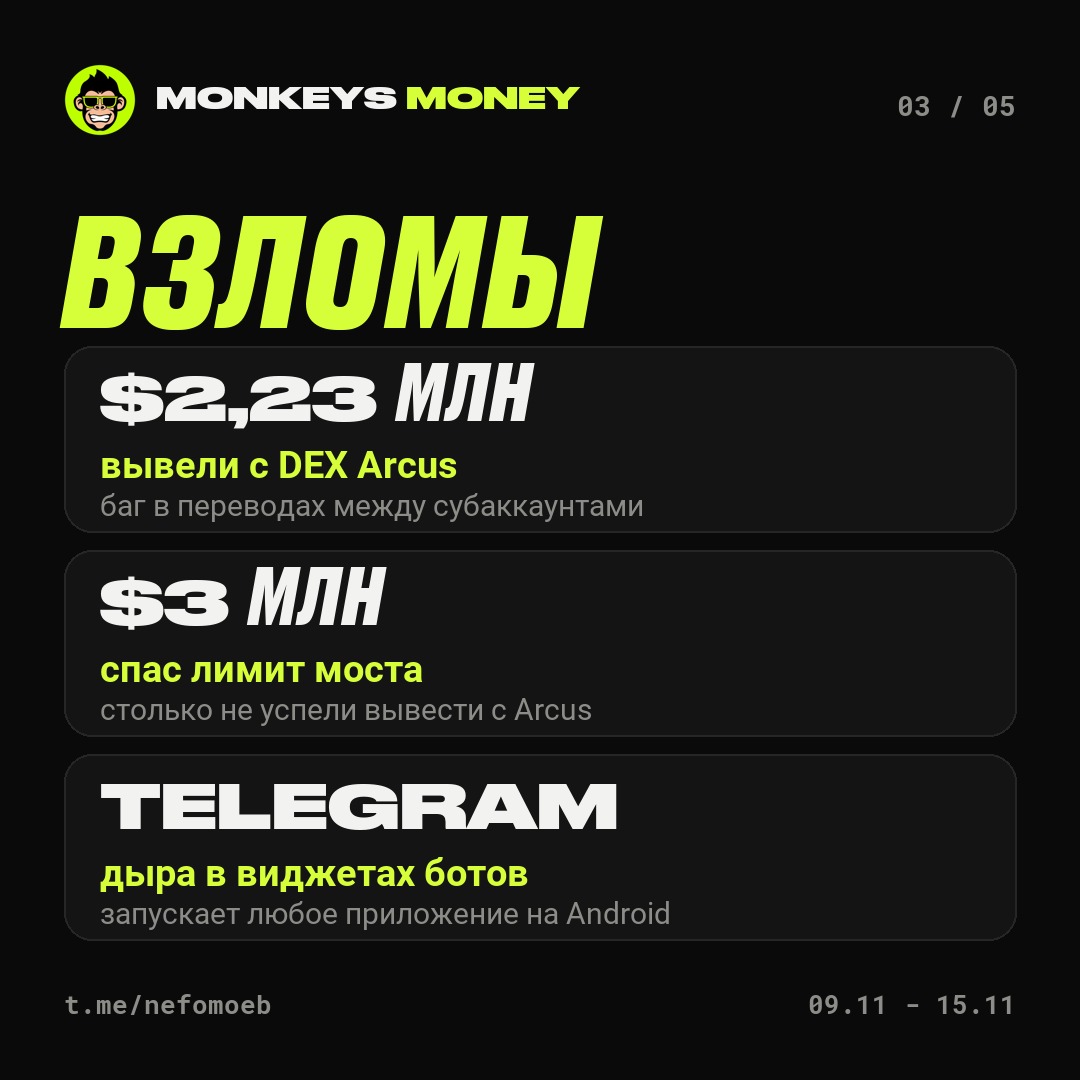 MONKEYS MONEY
03 / 05
ВЗЛОМЫ
$2,23 МЛН
вывели с DEX Arcus
баг в переводах между субаккаунтами
$3 МЛН
спас лимит моста
столько не успели вывести с Arcus
TELEGRAM
дыра в виджетах ботов
запускает любое приложение на Android
t.me/nefomoeb
09.11 - 15.11